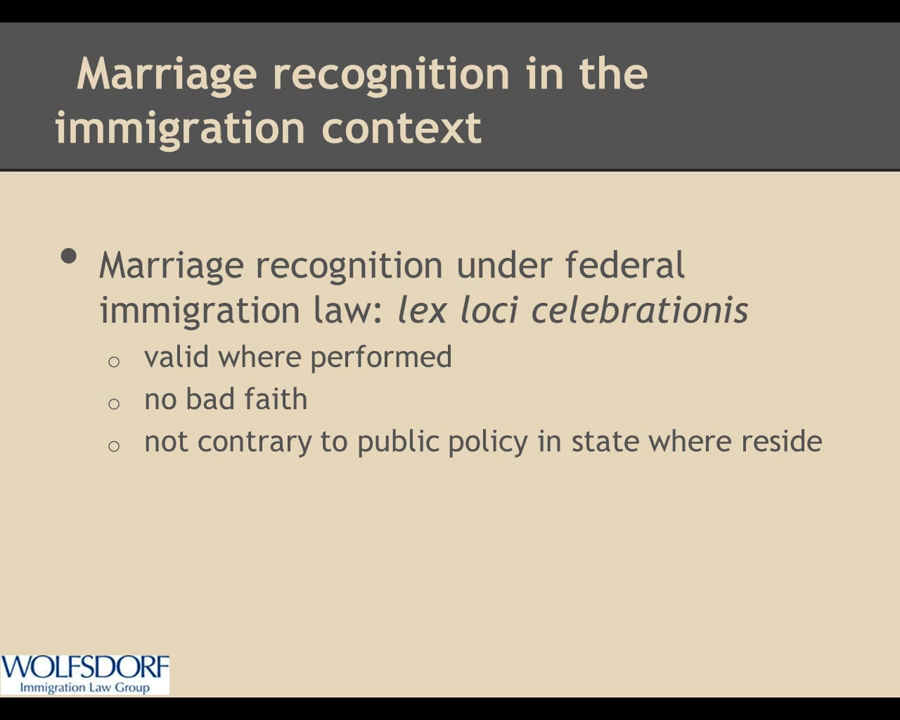 Marriage recognition in the
immigration context
• Marriage recognition under federal
immigration law: lex loci celebrationis
o valid where performed
o no bad faith
o not contrary to public policy in state where reside
WOLFSDORF
Immigration Law Group